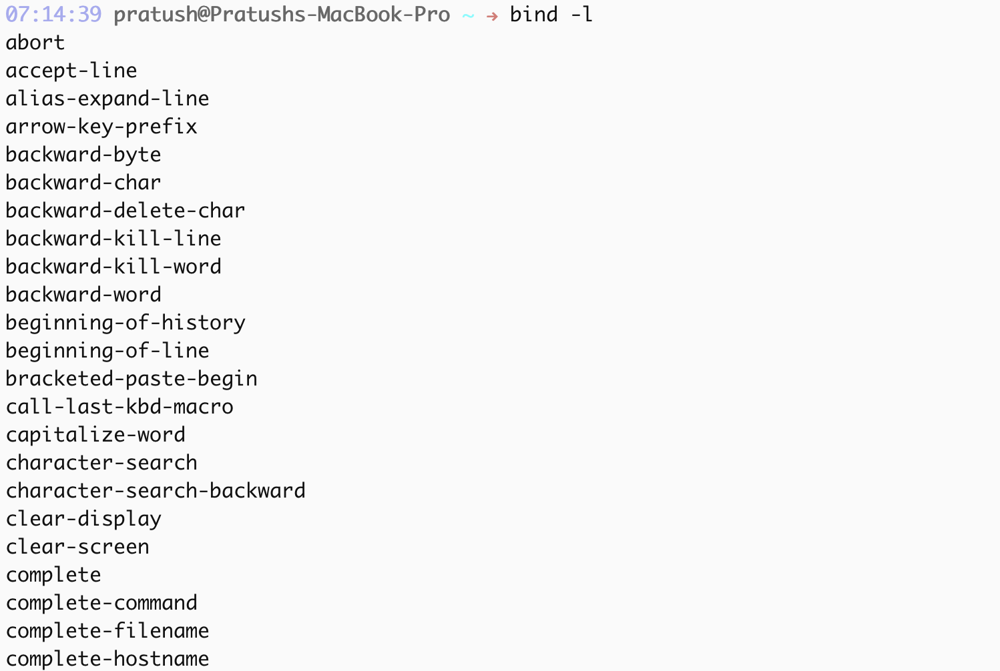 07:14:39 pratush@Pratushs-MacBook-Pro ~ → bind -l
abort
accept-line
alias-expand-line
arrow-key-prefix
backward-byte
backward-char
backward-delete-char
backward-kill-line
backward-kill-word
backward-word
beginning-of-history
beginning-of-line
bracketed-paste-begin
call-last-kbd-macro
capitalize-word
character-search
character-search-backward
clear-display
clear-screen
complete
complete-command
complete-filename
complete-hostname